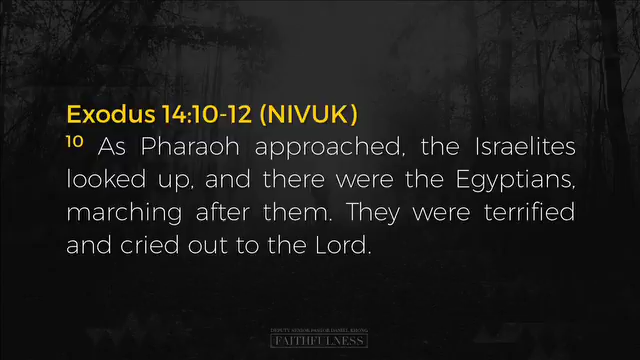 Exodus 14:10-12 (NIVUK)
10 As Pharaoh approached, the Israelites
looked up, and there were the Egyptians,
marching after them. They were terrified
and cried out to the Lord.
FAITHFULNESS